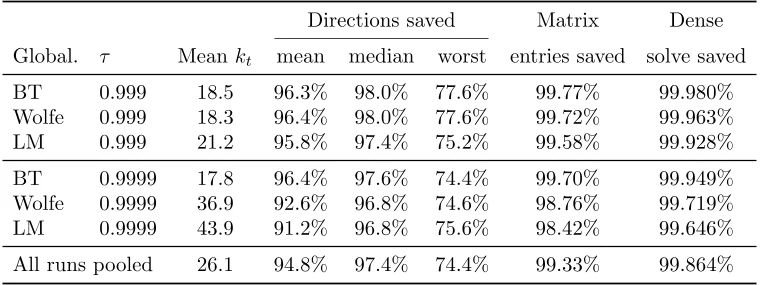 Directions saved Matrix Dense
Global. τ Mean kₜ mean median worst entries saved solve saved
BT 0.999 18.5 96.3% 98.0% 77.6% 99.77% 99.980%
Wolfe 0.999 18.3 96.4% 98.0% 77.6% 99.72% 99.963%
LM 0.999 21.2 95.8% 97.4% 75.2% 99.58% 99.928%
BT 0.9999 17.8 96.4% 97.6% 74.4% 99.70% 99.949%
Wolfe 0.9999 36.9 92.6% 96.8% 74.6% 98.76% 99.719%
LM 0.9999 43.9 91.2% 96.8% 75.6% 98.42% 99.646%
All runs pooled 26.1 94.8% 97.4% 74.4% 99.33% 99.864%